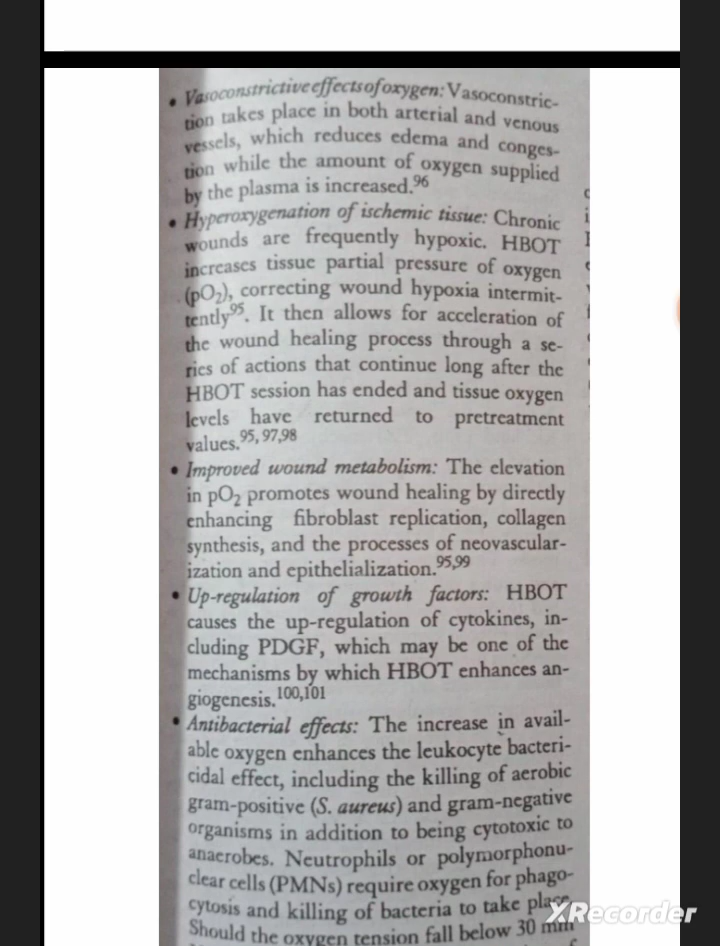 • Vasoconstrictive effects of oxygen: Vasoconstric-
tion takes place in both arterial and venous
vessels, which reduces edema and conges-
tion while the amount of oxygen supplied
by the plasma is increased.96
• Hyperoxygenation of ischemic tissue: Chronic
wounds are frequently hypoxic. HBOT
increases tissue partial pressure of oxygen
(pO2), correcting wound hypoxia intermit-
tently95. It then allows for acceleration of
the wound healing process through a se-
ries of actions that continue long after the
HBOT session has ended and tissue oxygen
levels have returned to pretreatment
values.95, 97,98
• Improved wound metabolism: The elevation
in pO2 promotes wound healing by directly
enhancing fibroblast replication, collagen
synthesis, and the processes of neovascular-
ization and epithelialization.95,99
• Up-regulation of growth factors: HBOT
causes the up-regulation of cytokines, in-
cluding PDGF, which may be one of the
mechanisms by which HBOT enhances an-
giogenesis.100,101
• Antibacterial effects: The increase in avail-
able oxygen enhances the leukocyte bacteri-
cidal effect, including the killing of aerobic
gram-positive (S. aureus) and gram-negative
organisms in addition to being cytotoxic to
anaerobes. Neutrophils or polymorphonu-
clear cells (PMNs) require oxygen for phago-
cytosis and killing of bacteria to take place.
Should the oxygen tension fall below 30 mm
XRecorder